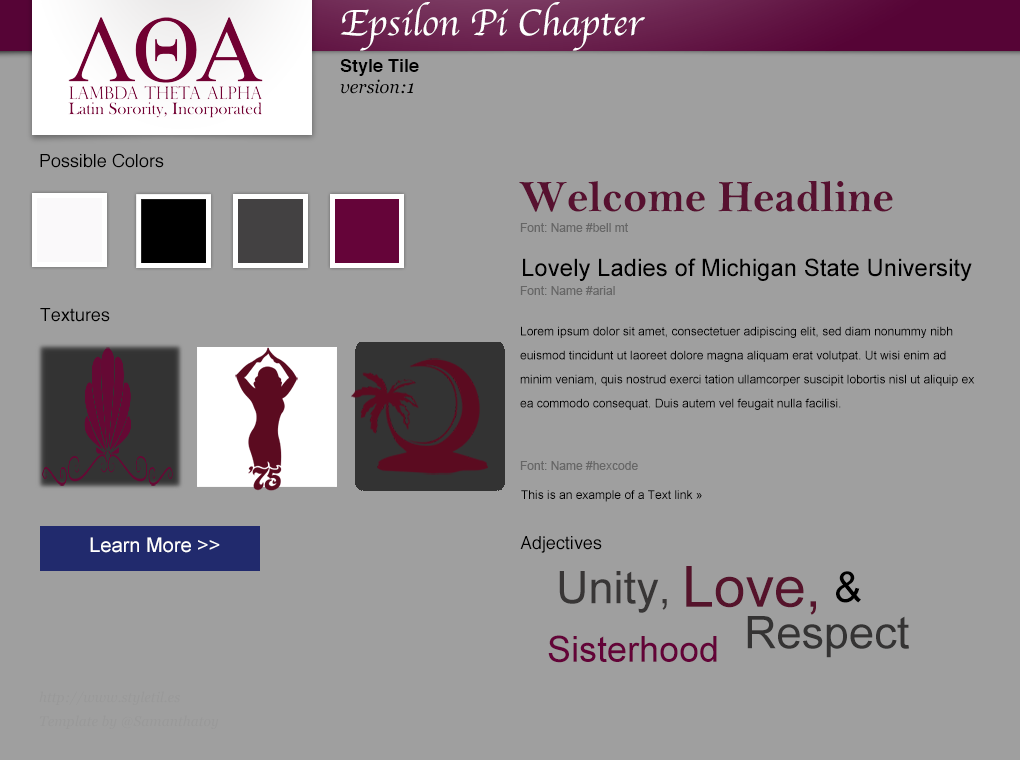 Epsilon Pi Chapter
ΛΘΑ
LAMBDA THETA ALPHA
Latin Sorority, Incorporated
Style Tile
version:1
Possible Colors
Textures
'75
Learn More >>
Welcome Headline
Font: Name #bell mt
Lovely Ladies of Michigan State University
Font: Name #arial
Lorem ipsum dolor sit amet, consectetuer adipiscing elit, sed diam nonummy nibh
euismod tincidunt ut laoreet dolore magna aliquam erat volutpat. Ut wisi enim ad
minim veniam, quis nostrud exerci tation ullamcorper suscipit lobortis nisl ut aliquip ex
ea commodo consequat. Duis autem vel feugait nulla facilisi.
Font: Name #hexcode
This is an example of a Text link »
Adjectives
Unity, Love, &
Sisterhood Respect
Template by